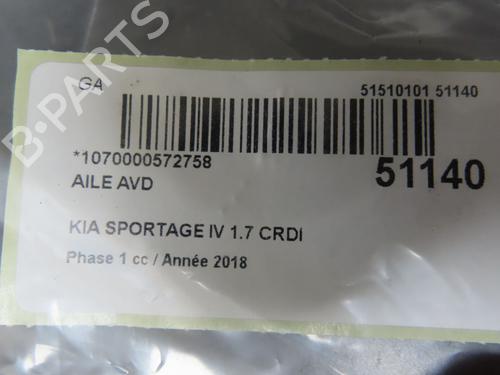 GA
51510101 51140
*1070000572758
51140
AILE AVD
KIA SPORTAGE IV 1.7 CRDI
Phase 1 cc / Année 2018
B-PARTS